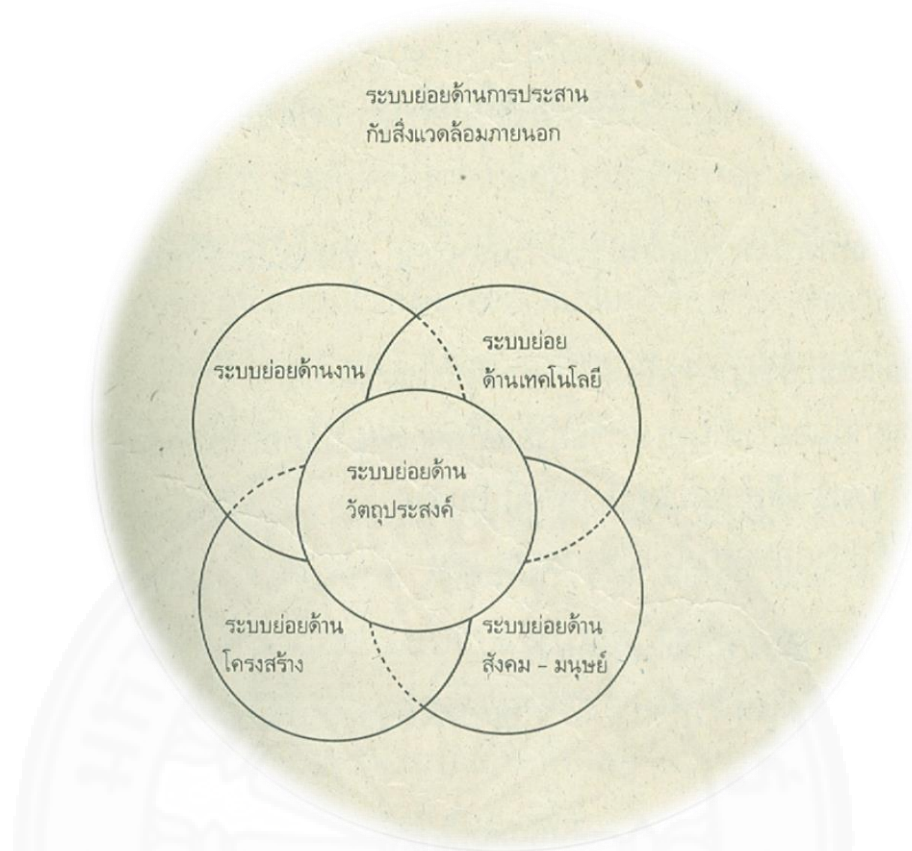 ระบบย่อยด้านการประสาน
กับสิ่งแวดล้อมภายนอก
ระบบย่อยด้านงาน
ระบบย่อย
ด้านเทคโนโลยี
ระบบย่อยด้าน
วัตถุประสงค์
ระบบย่อยด้าน
โครงสร้าง
ระบบย่อยด้าน
สังคม – มนุษย์